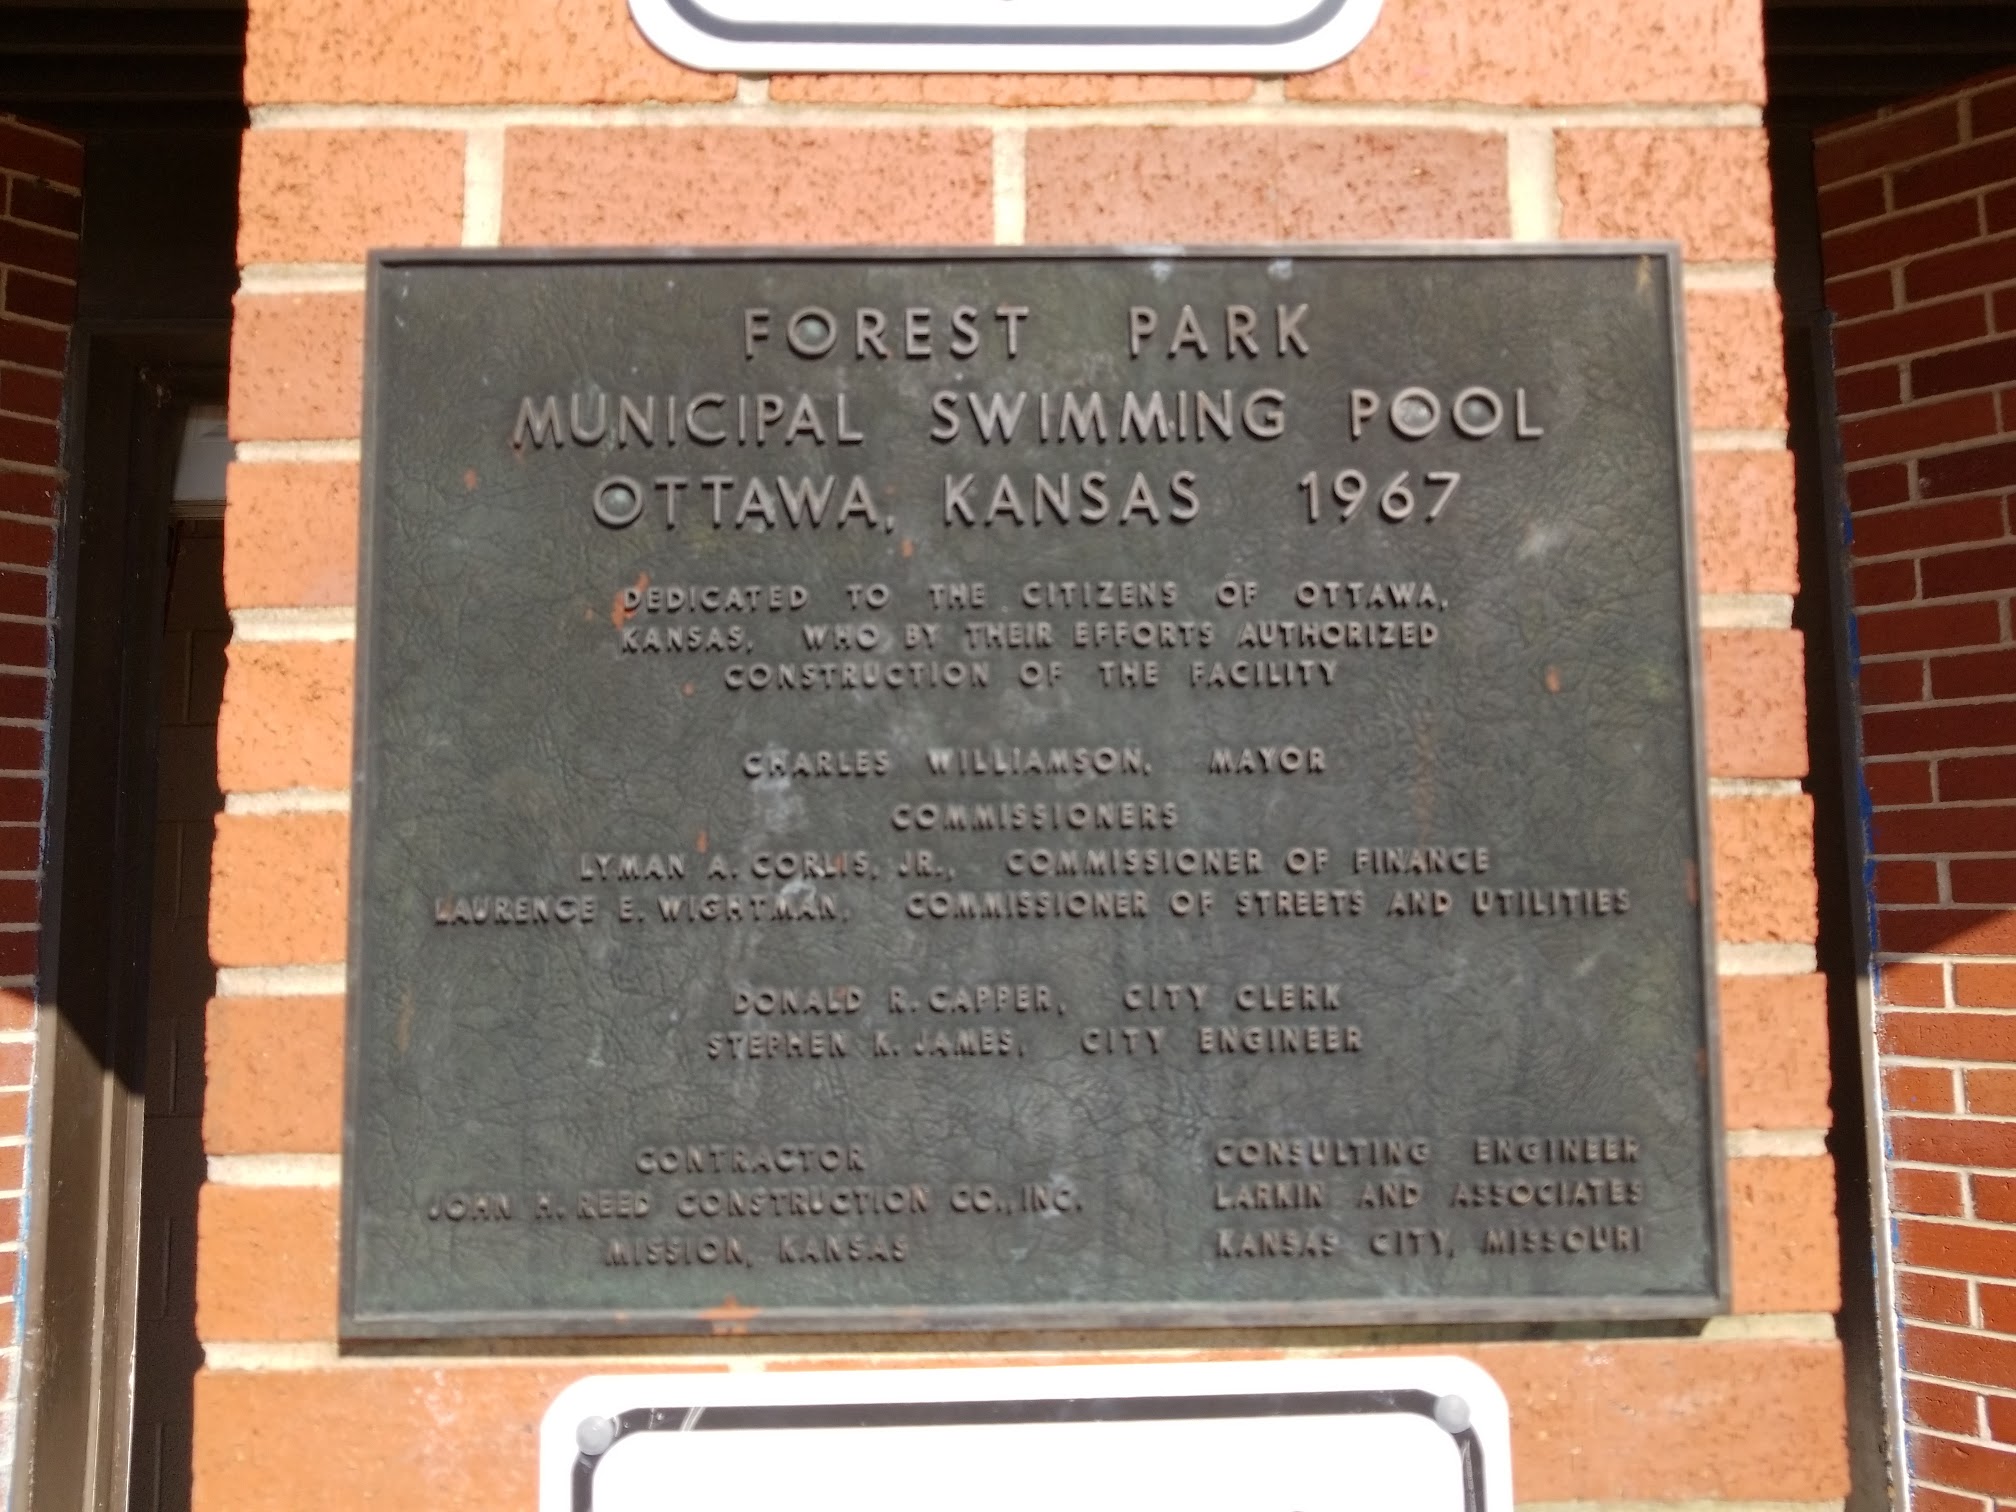 FOREST PARK
MUNICIPAL SWIMMING POOL
OTTAWA, KANSAS 1967
DEDICATED TO THE CITIZENS OF OTTAWA,
KANSAS, WHO BY THEIR EFFORTS AUTHORIZED
CONSTRUCTION OF THE FACILITY
CHARLES WILLIAMSON, MAYOR
COMMISSIONERS
LYMAN A. CORLIS, JR., COMMISSIONER OF FINANCE
LAURENCE E. WIGHTMAN, COMMISSIONER OF STREETS AND UTILITIES
DONALD R. CAPPER, CITY CLERK
STEPHEN K. JAMES, CITY ENGINEER
CONTRACTOR
JOHN H. REED CONSTRUCTION CO., INC.
MISSION, KANSAS
CONSULTING ENGINEER
LARKIN AND ASSOCIATES
KANSAS CITY, MISSOURI